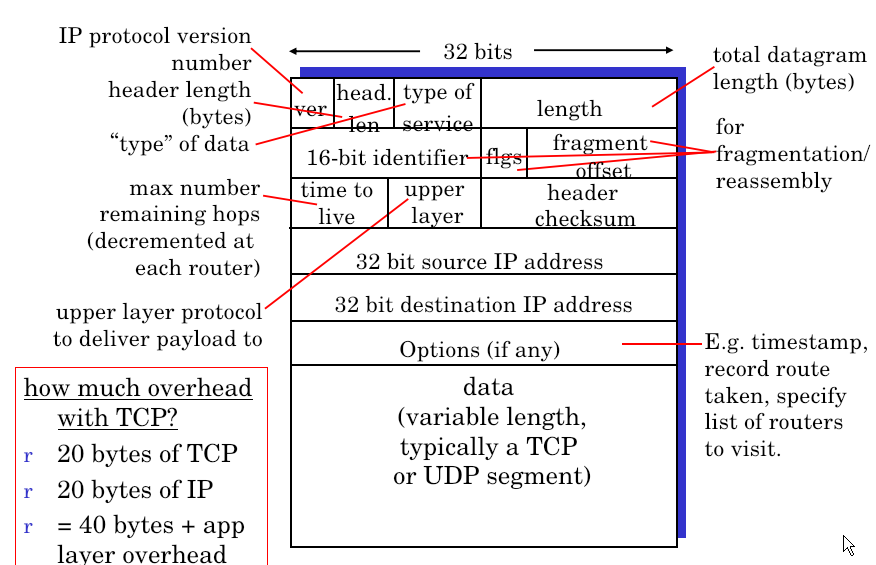 IP protocol version
number
header length
(bytes)
“type” of data
max number
remaining hops
(decremented at
each router)
upper layer protocol
to deliver payload to
how much overhead
with TCP?
r 20 bytes of TCP
r 20 bytes of IP
r = 40 bytes + app
layer overhead
32 bits
ver
head.
len
type of
service
length
16-bit identifier
flgs
fragment
offset
time to
live
upper
layer
header
checksum
32 bit source IP address
32 bit destination IP address
Options (if any)
data
(variable length,
typically a TCP
or UDP segment)
total datagram
length (bytes)
for
fragmentation/
reassembly
E.g. timestamp,
record route
taken, specify
list of routers
to visit.